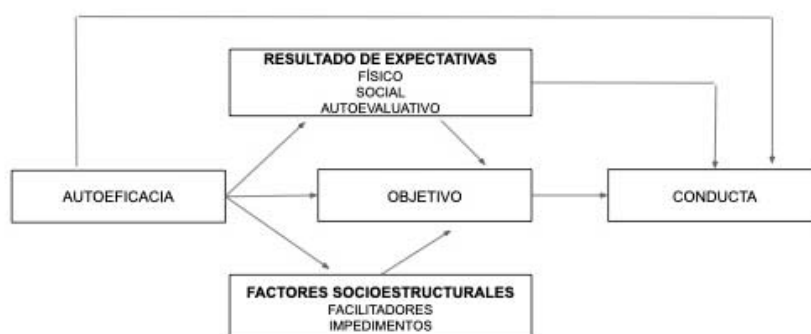 RESULTADO DE EXPECTATIVAS
FÍSICO
SOCIAL
AUTOEVALUATIVO
AUTOEFICACIA
OBJETIVO
CONDUCTA
FACTORES SOCIOESTRUCTURALES
FACILITADORES
IMPEDIMENTOS